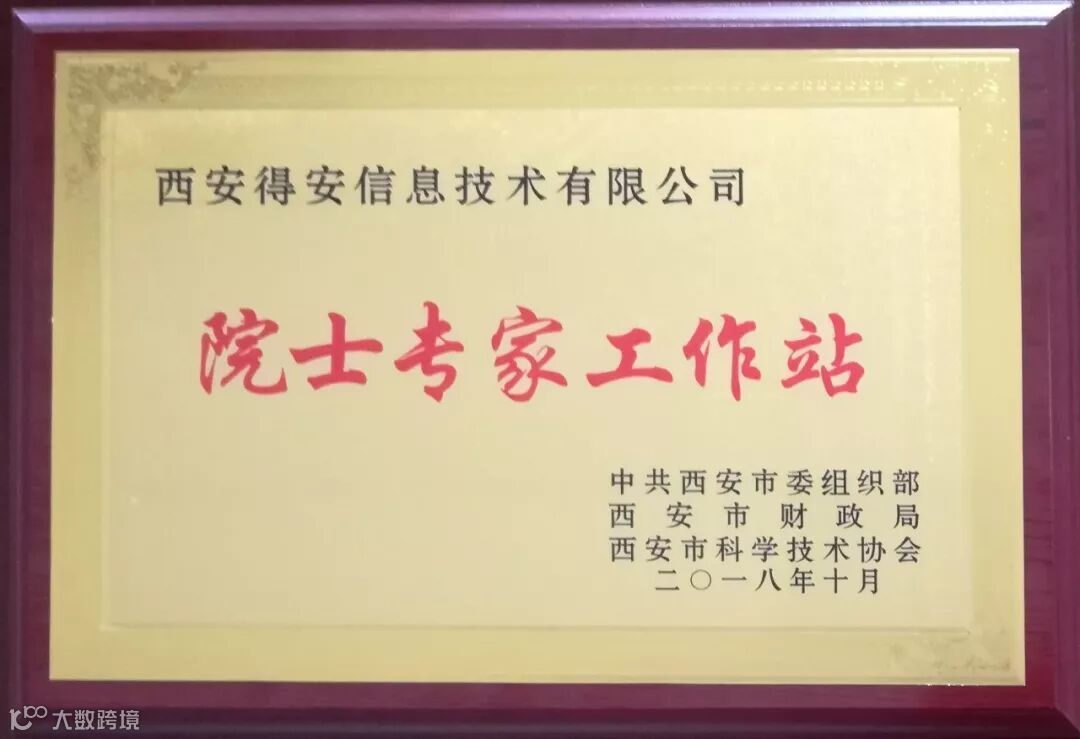 西安得安信息技术有限公司
院士专家工作站
中共西安市委组织部
西安市财政局
西安市科学技术协会
二〇一八年十月
大数跨境